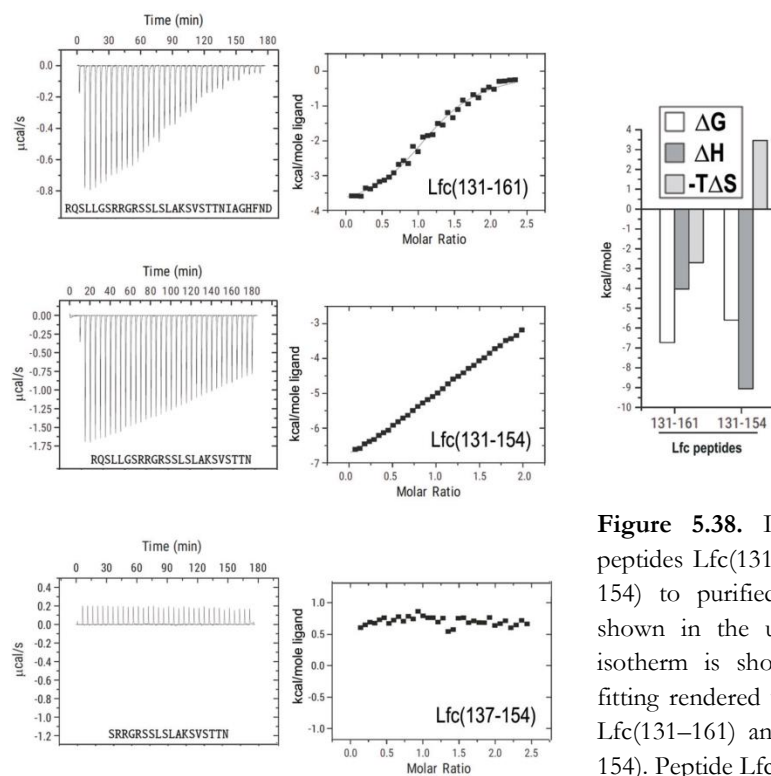 Time (min)
0 30 60 90 120 150 180
0.0
-0.2
-0.4
-0.6
-0.8
µcal/s
RQSLLGSRRGRSSLSLAKSVSTTNIAGHFND
0
-1
-2
-3
-4
kcal/mole ligand
Lfc(131-161)
0.0 0.5 1.0 1.5 2.0 2.5
Molar Ratio
Time (min)
0 20 40 60 80 100 120 140 160 180
0.00
-0.25
-0.50
-0.75
-1.00
-1.25
-1.50
-1.75
µcal/s
RQSLLGSRRGRSSLSLAKSVSTTN
-3
-4
-5
-6
-7
kcal/mole ligand
Lfc(131-154)
0.0 0.5 1.0 1.5 2.0
Molar Ratio
Time (min)
0 30 60 90 120 150 180
0.4
0.2
0.0
-0.2
-0.4
-0.6
-0.8
-1.0
-1.2
µcal/s
SRRGRSSLSLAKSVSTTN
1.0
0.5
0.0
-0.5
-1.0
kcal/mole ligand
Lfc(137-154)
0.0 0.5 1.0 1.5 2.0 2.5
Molar Ratio
ΔG
ΔH
-TΔS
4
3
2
1
0
-1
-2
-3
-4
-5
-6
-7
-8
-9
-10
kcal/mole
131-161 131-154
Lfc peptides
Figure 5.38.
peptides Lfc(131
154) to purified
shown in the u
isotherm is sho
fitting rendered
Lfc(131–161) an
154). Peptide Lfc